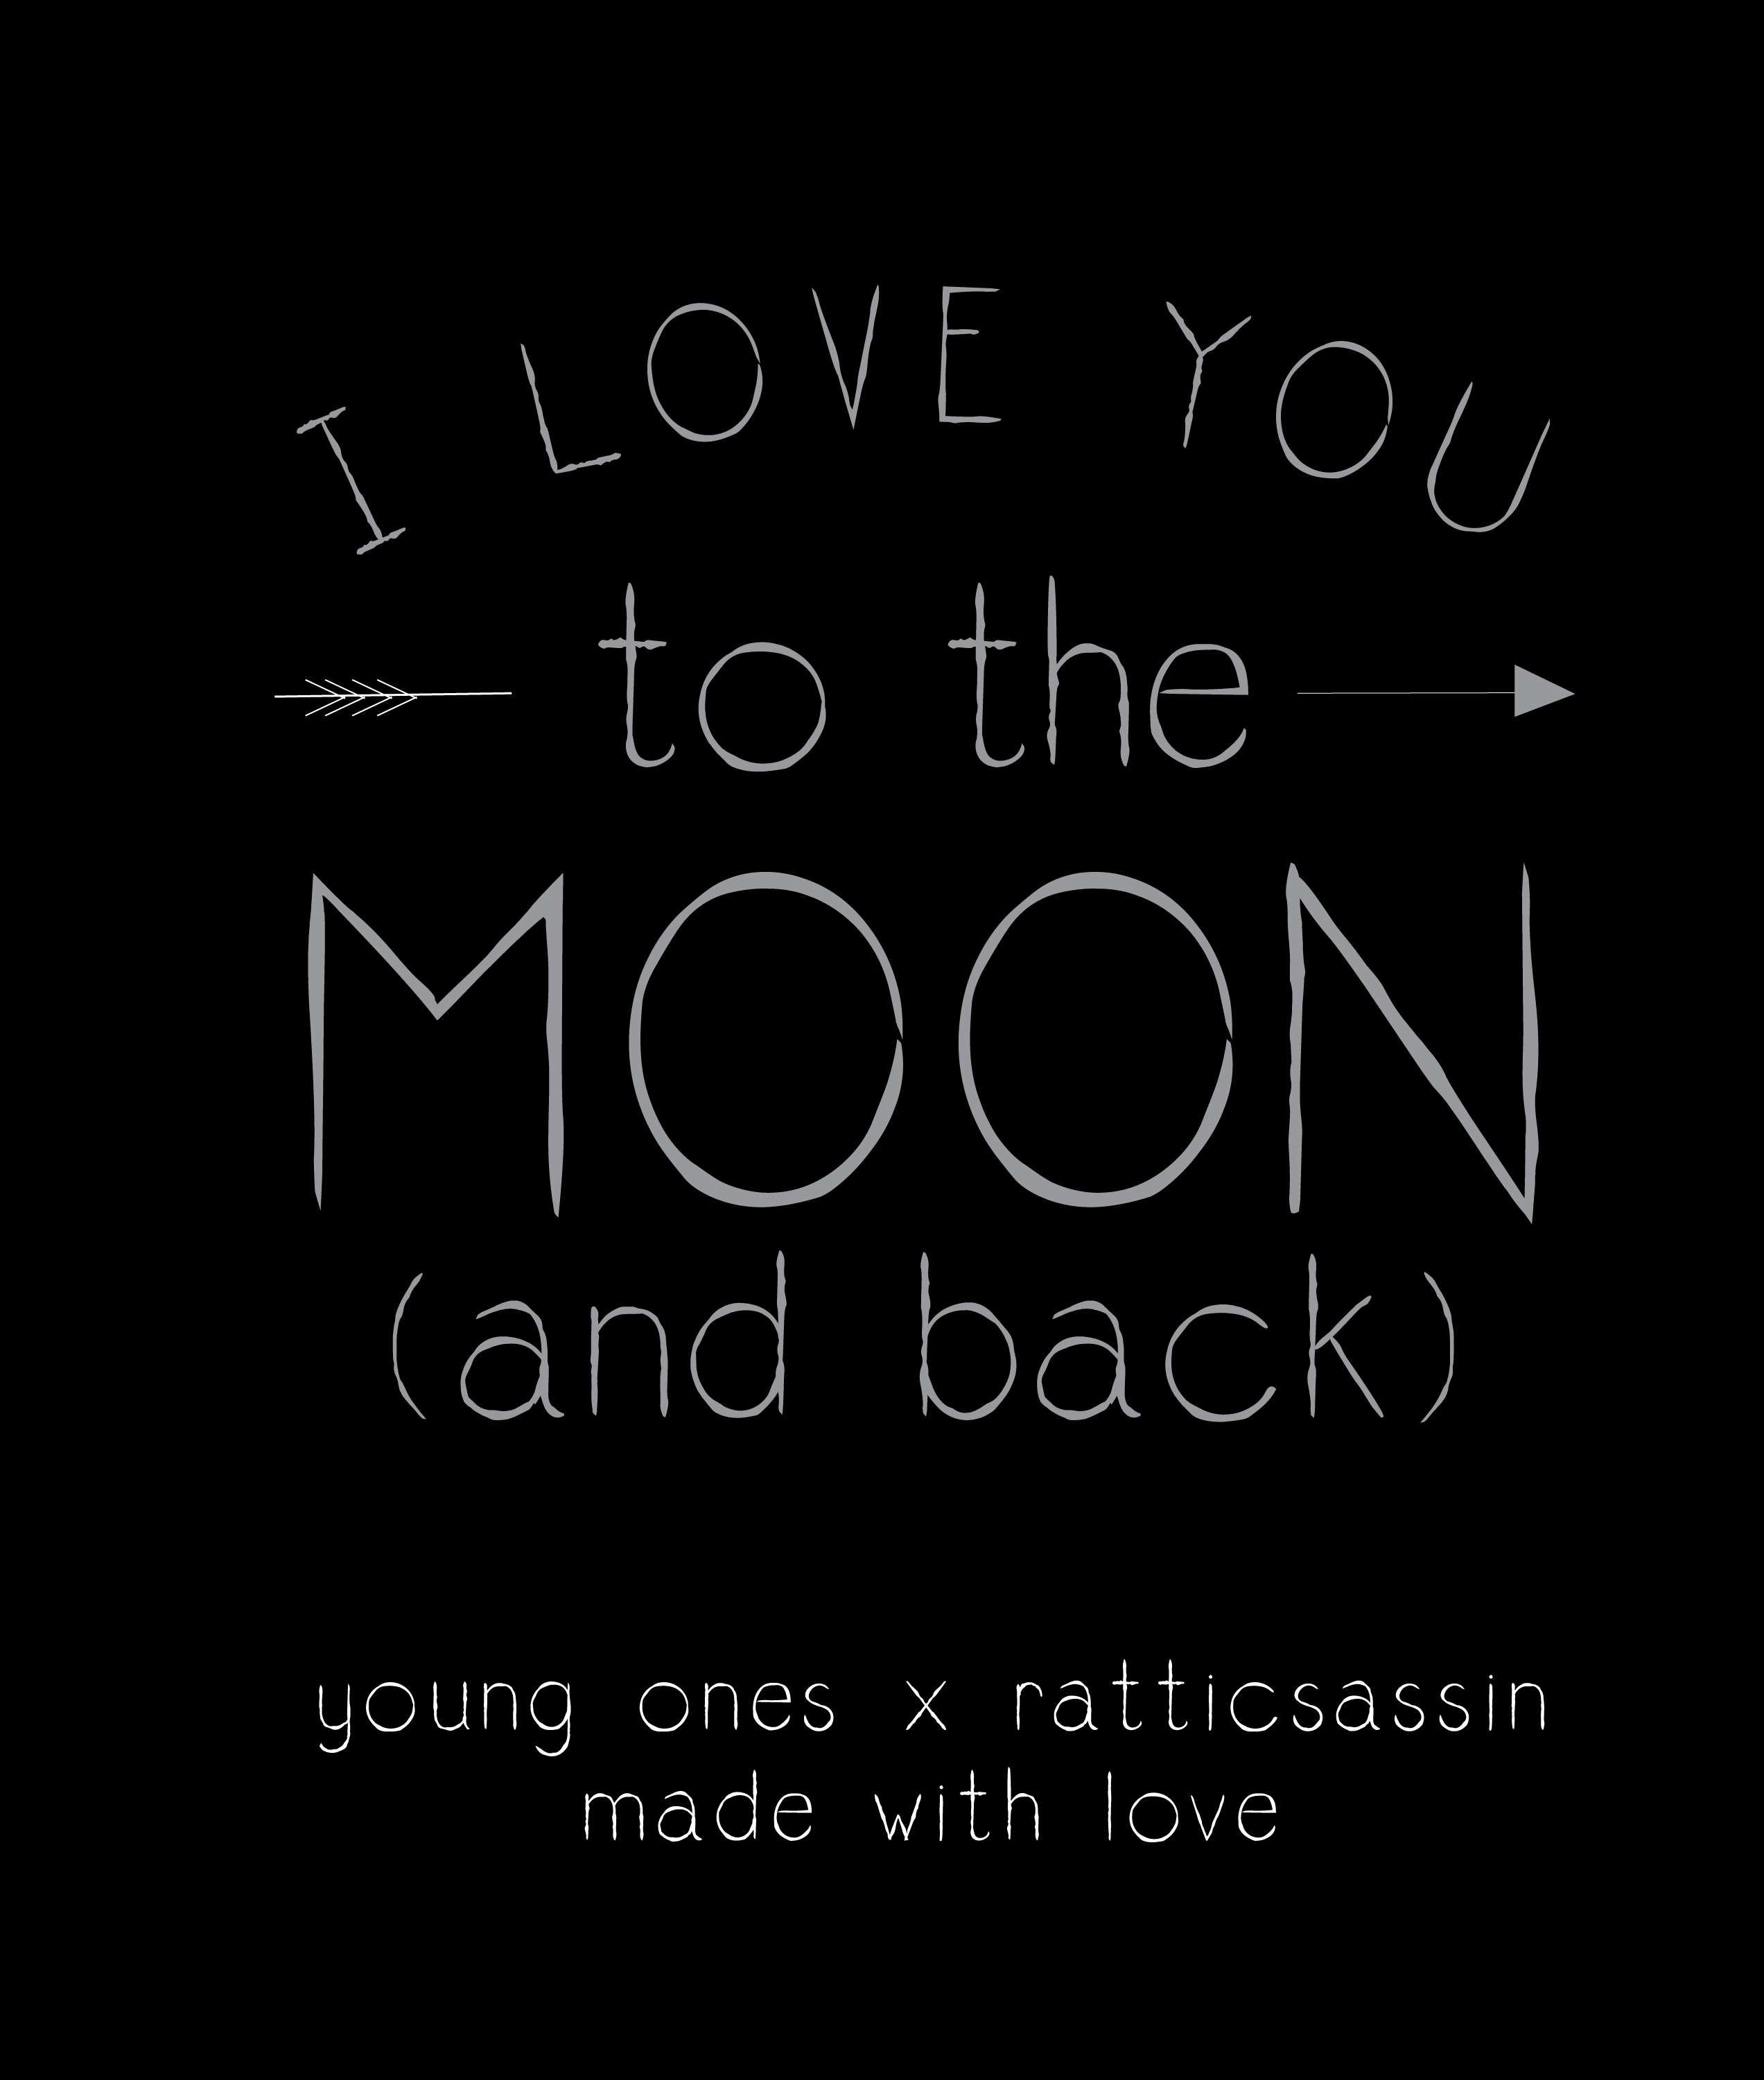 I LOVE YOU
to the
MOON
(and back)
young ones x ratticsassin
made with love